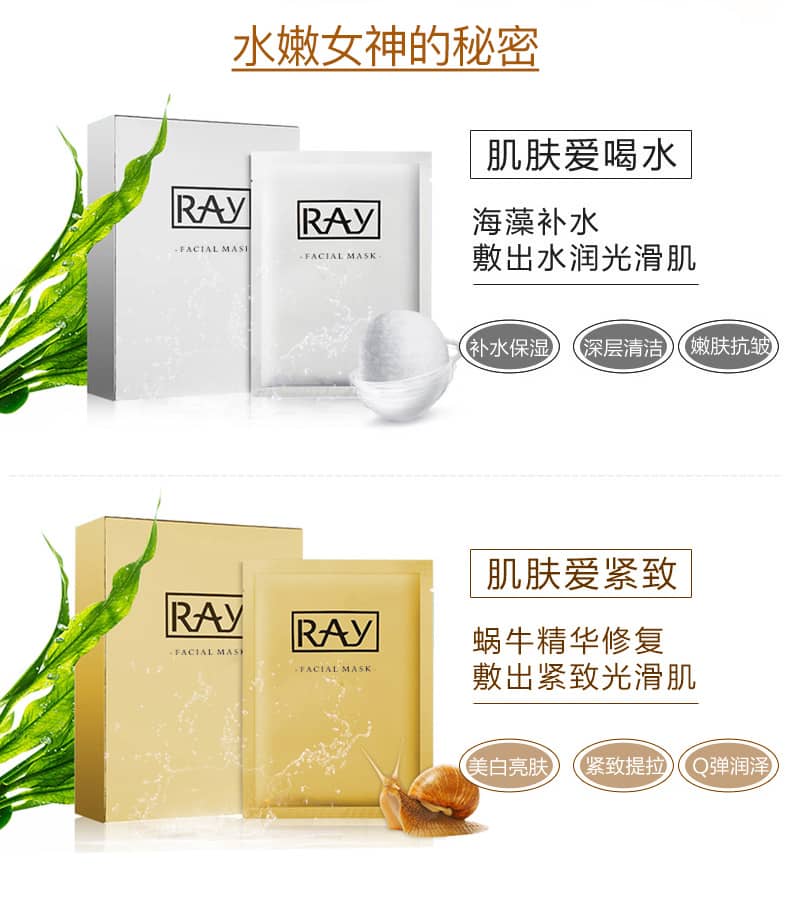 水嫩女神的秘密
RAY
- FACIAL MASK
RAY
- FACIAL MASK -
肌肤爱喝水
海藻补水
敷出水润光滑肌
补水保湿
深层清洁
嫩肤抗皱
RAY
- FACIAL MASK
RAY
- FACIAL MASK -
肌肤爱紧致
蜗牛精华修复
敷出紧致光滑肌
美白亮肤
紧致提拉
Q弹润泽